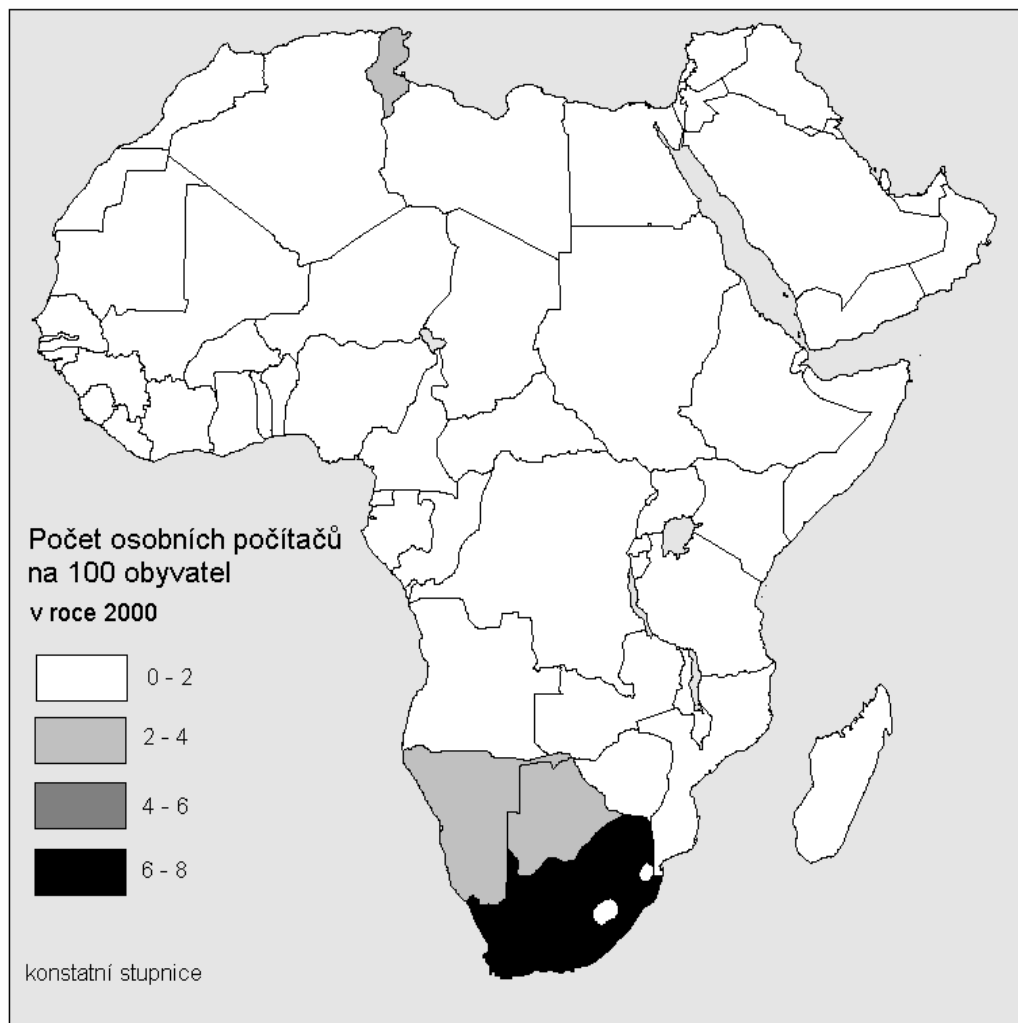 Počet osobních počítačů
na 100 obyvatel
v roce 2000
0 - 2
2 - 4
4 - 6
6 - 8
konstatní stupnice